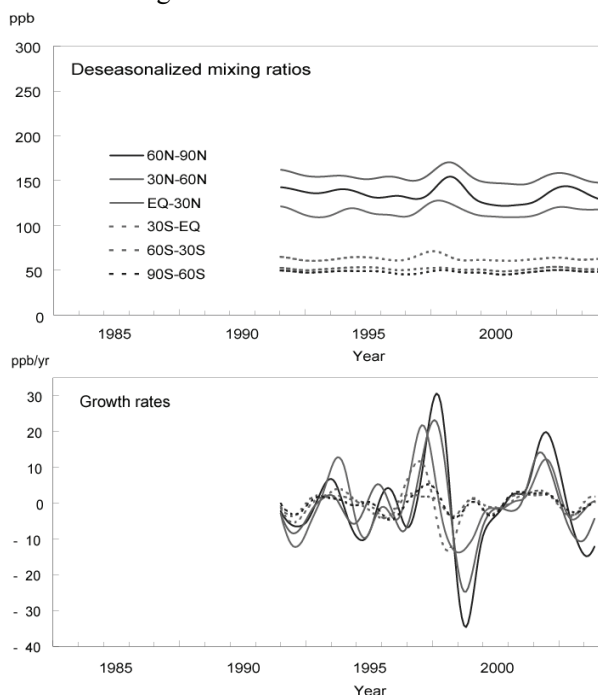 ppb
300
Deseasonalized mixing ratios
250
200
150
100
50
0
60N-90N
30N-60N
EQ-30N
30S-EQ
60S-30S
90S-60S
1985 1990 1995 2000
Year
ppb/yr
Growth rates
30
20
10
0
- 10
- 20
- 30
- 40
1985 1990 1995 2000
Year